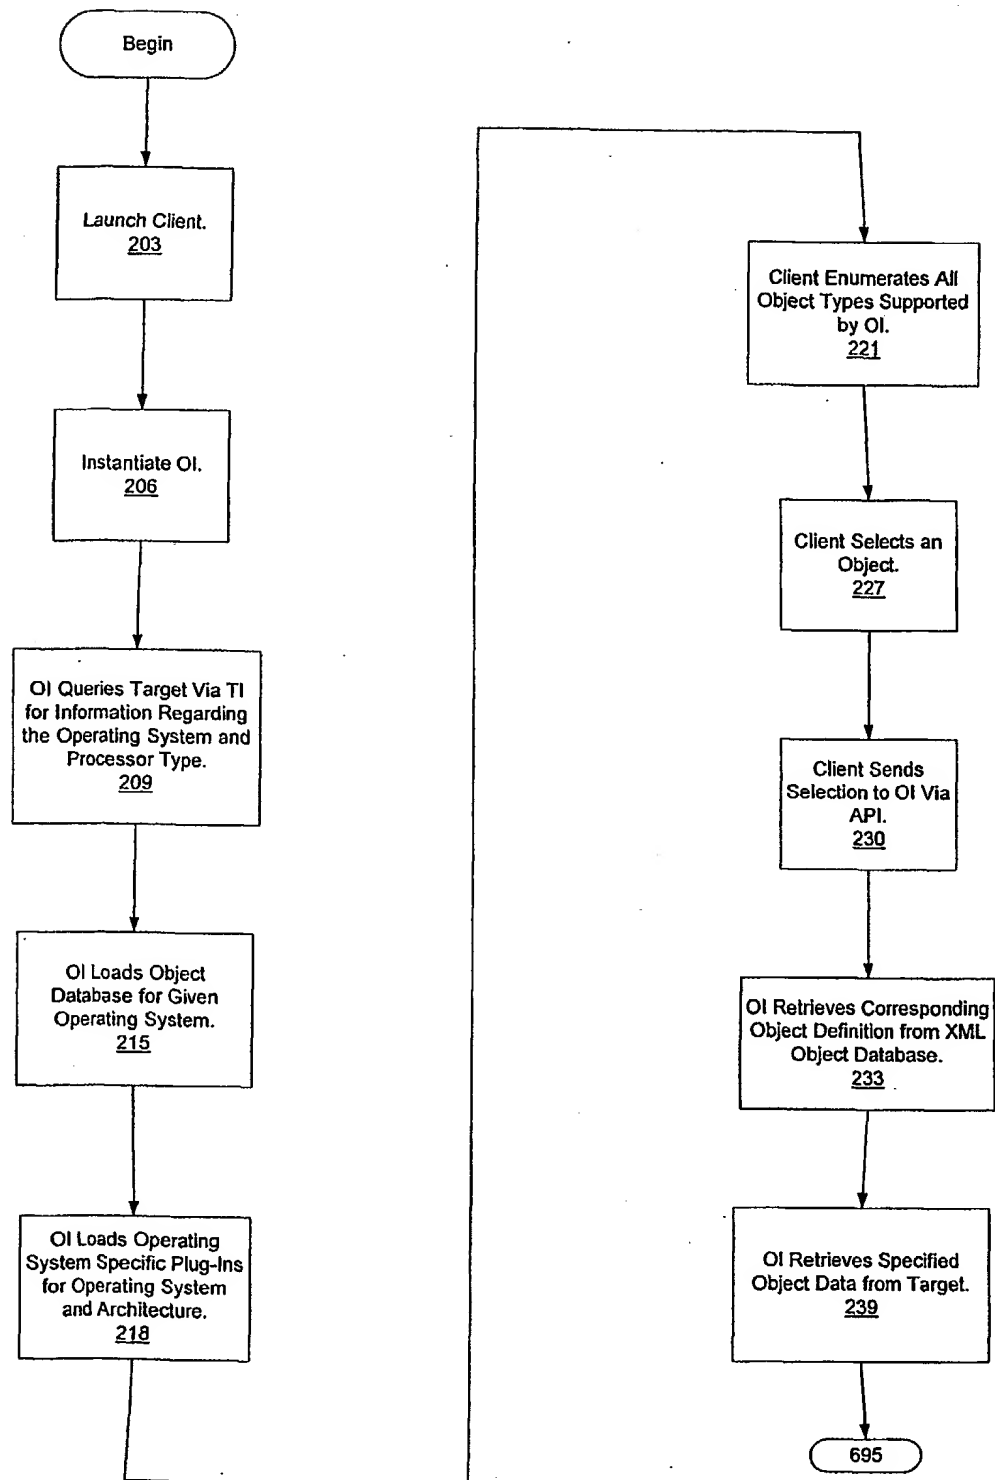 Begin
Launch Client.
203
Instantiate OI.
206
OI Queries Target Via TI
for Information Regarding
the Operating System and
Processor Type.
209
OI Loads Object
Database for Given
Operating System.
215
OI Loads Operating
System Specific Plug-Ins
for Operating System
and Architecture.
218
Client Enumerates All
Object Types Supported
by OI.
221
Client Selects an
Object.
227
Client Sends
Selection to OI Via
API.
230
OI Retrieves Corresponding
Object Definition from XML
Object Database.
233
OI Retrieves Specified
Object Data from Target.
239
695